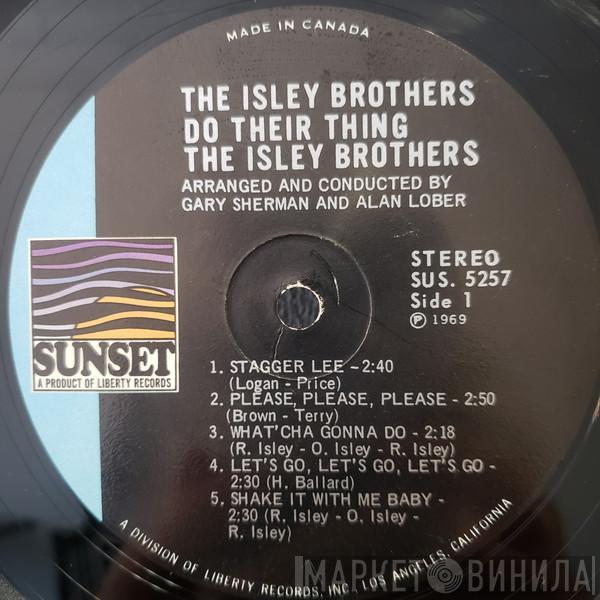 MADE IN CANADA
THE ISLEY BROTHERS
DO THEIR THING
THE ISLEY BROTHERS
ARRANGED AND CONDUCTED BY
GARY SHERMAN AND ALAN LOBER
STEREO
SUS. 5257
Side 1
℗ 1969
SUNSET
A PRODUCT OF LIBERTY RECORDS
1. STAGGER LEE - 2:40
(Logan - Price)
2. PLEASE, PLEASE, PLEASE - 2:50
(Brown - Terry)
3. WHAT'CHA GONNA DO - 2:18
(R. Isley - O. Isley - R. Isley)
4. LET'S GO, LET'S GO, LET'S GO -
2:30 (H. Ballard)
5. SHAKE IT WITH ME BABY -
2:30 (R. Isley - O. Isley -
R. Isley)
A DIVISION OF LIBERTY RECORDS, INC., LOS ANGELES, CALIFORNIA
МАРКЕТ ВИНИЛА